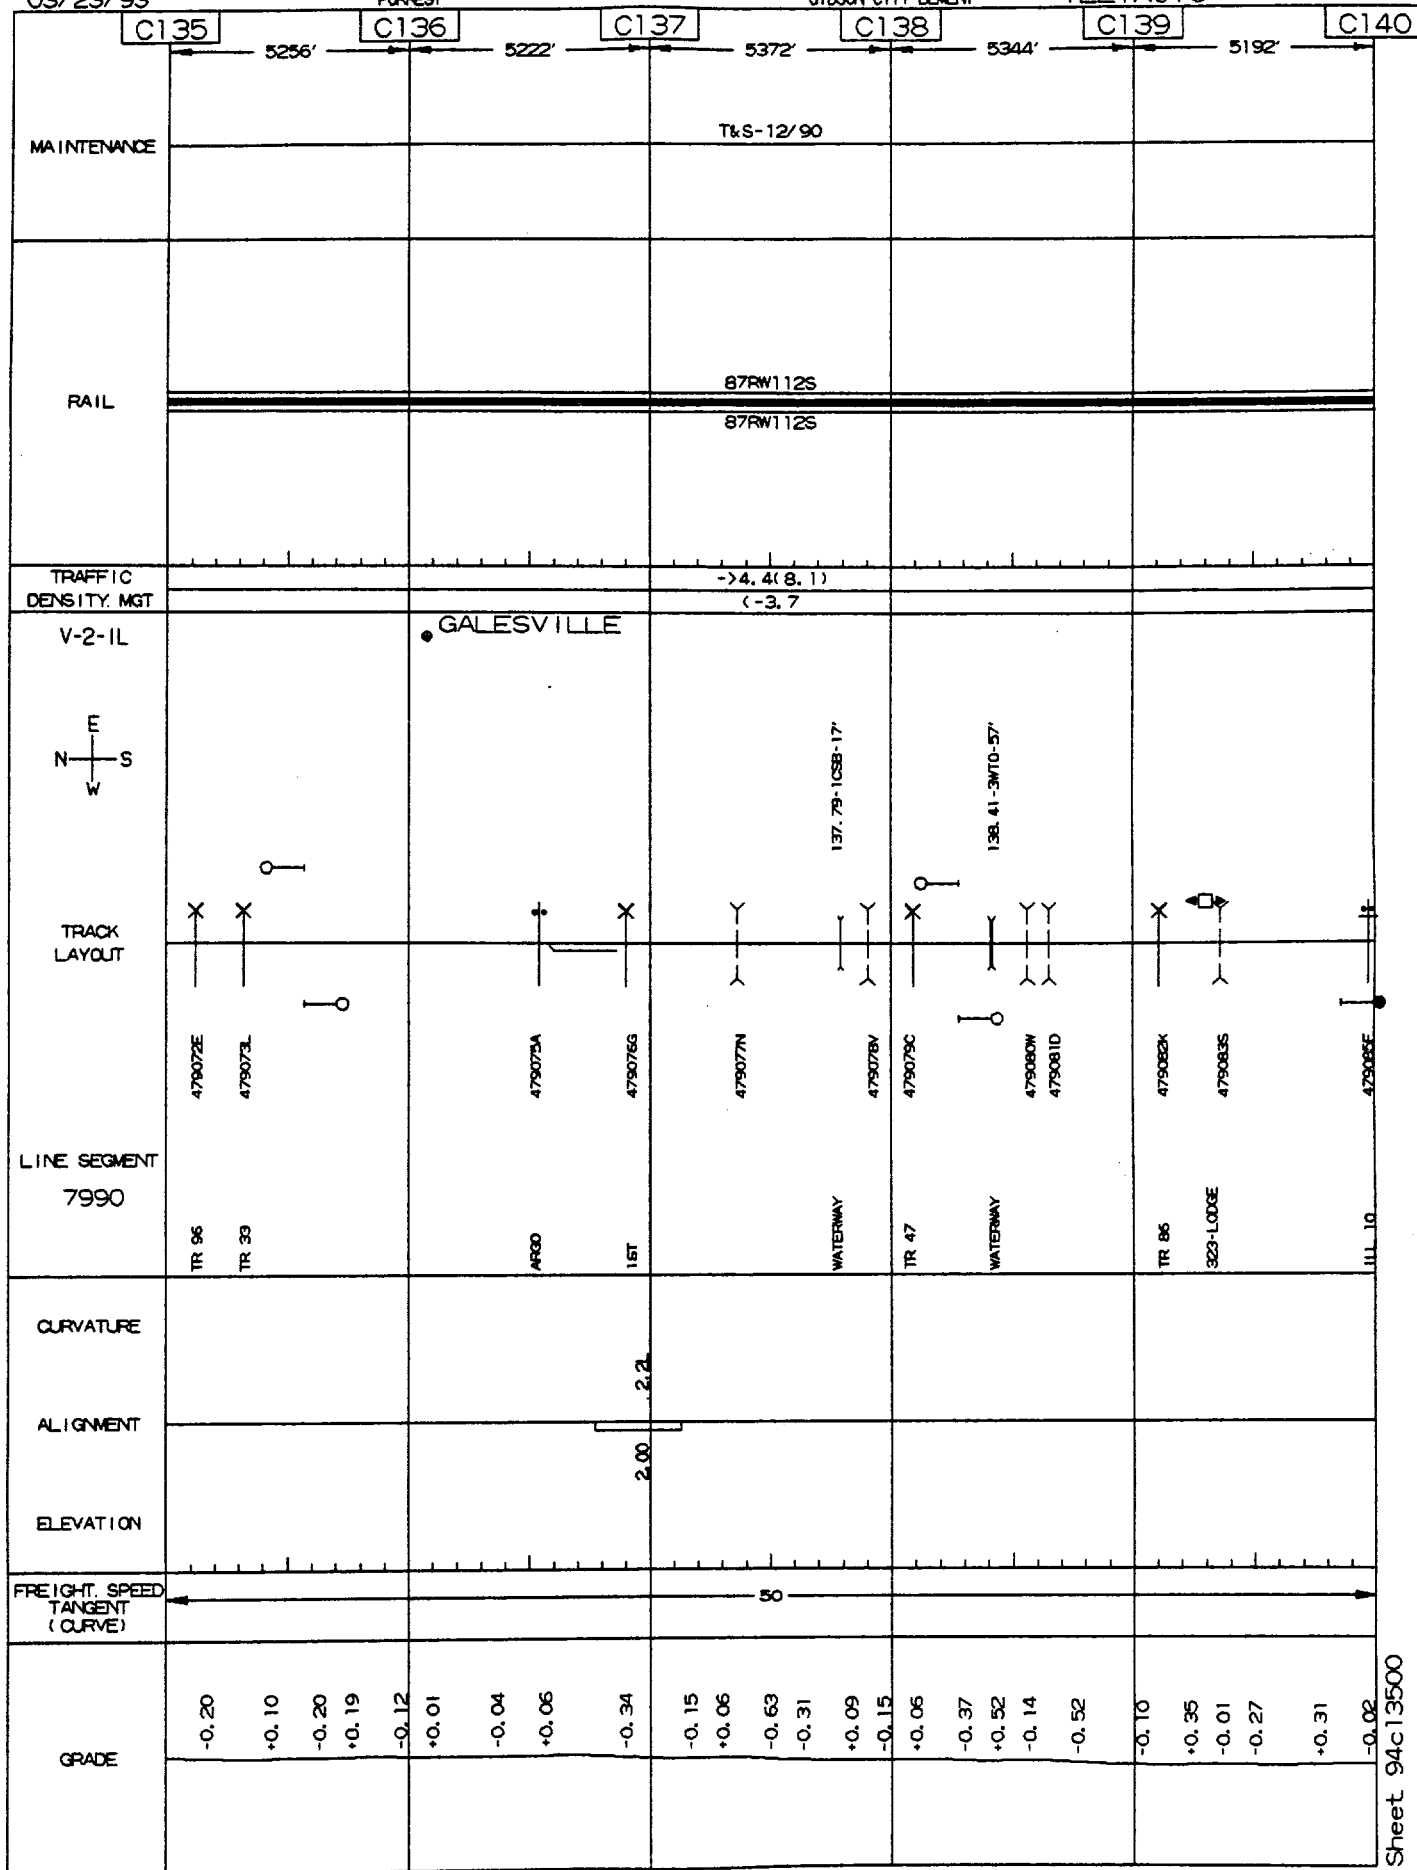 03/23/93
C135 C136 C137 C138 C139 C140
5256' 5222' 5372' 5344' 5192'
MAINTENANCE
T&S-12/90
RAIL
87RW112S
87RW112S
TRAFFIC
DENSITY. MGT
->4.4(8.1)
<-3.7
V-2-IL
GALESVILLE
E
N S
W
137.79-1CSB-17'
138.41-3WTO-57'
TRACK
LAYOUT
479072E
479073L
479075A
479076G
479077N
479078V
479079C
479080W
479081D
479082K
479083S
479085F
LINE SEGMENT
7990
TR 96
TR 33
ARGO
1ST
WATERWAY
TR 47
WATERWAY
TR 86
323-LODGE
ILL 10
CURVATURE
2.2L
ALIGNMENT
2.00
ELEVATION
FREIGHT. SPEED
TANGENT
(CURVE)
50
GRADE
-0.20
+0.10
-0.20
+0.19
-0.12
+0.01
-0.04
+0.06
-0.34
-0.15
+0.06
-0.63
-0.31
+0.09
-0.15
+0.06
-0.37
+0.52
-0.14
-0.52
-0.10
+0.35
-0.01
-0.27
+0.31
-0.02
Sheet 94c13500